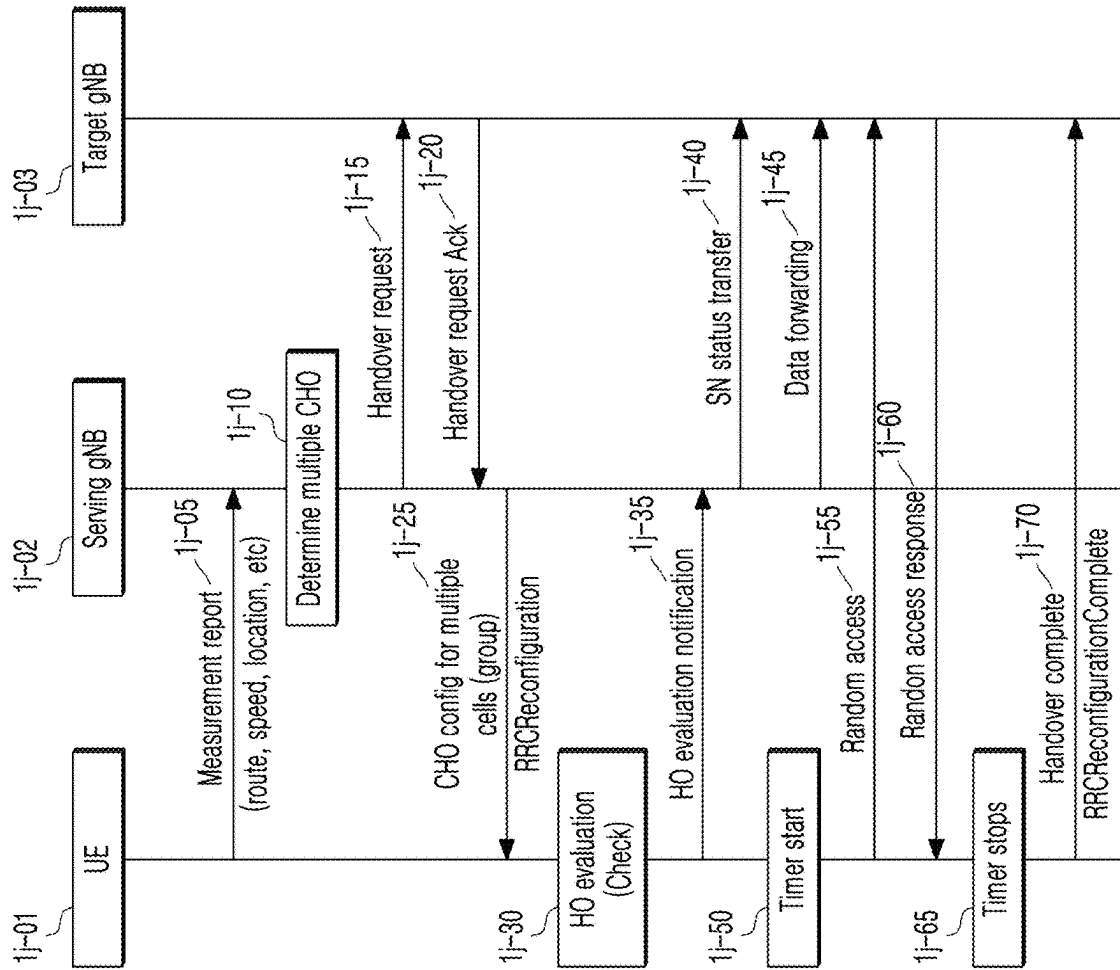 1j-01
UE
1j-02
Serving gNB
1j-03
Target gNB
1j-05
Measurement report
(route, speed, location, etc)
1j-10
Determine multiple CHO
1j-15
Handover request
1j-20
Handover request Ack
1j-25
CHO config for multiple
cells (group)
RRCReconfiguration
1j-30
HO evaluation
(Check)
1j-35
HO evaluation notification
1j-40
SN status transfer
1j-45
Data forwarding
1j-50
Timer start
1j-55
Random access
1j-60
Randon access response
1j-65
Timer stops
1j-70
Handover complete
RRCReconfigurationComplete